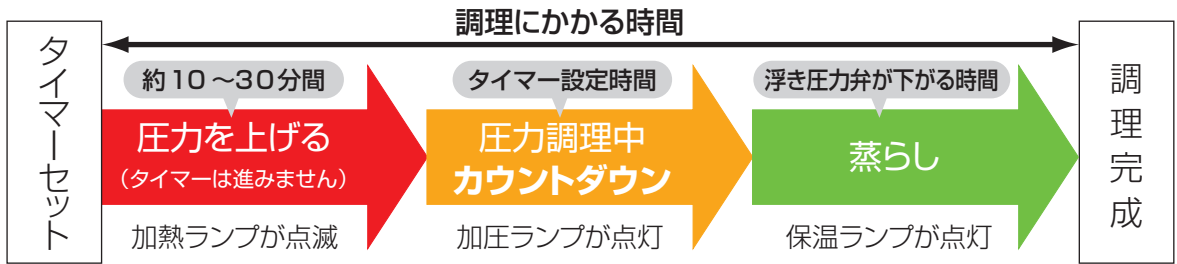 調理にかかる時間
タイマーセット
約10～30分間
圧力を上げる
（タイマーは進みません）
加熱ランプが点滅
タイマー設定時間
圧力調理中
カウントダウン
加圧ランプが点灯
浮き圧力弁が下がる時間
蒸らし
保温ランプが点灯
調理完成